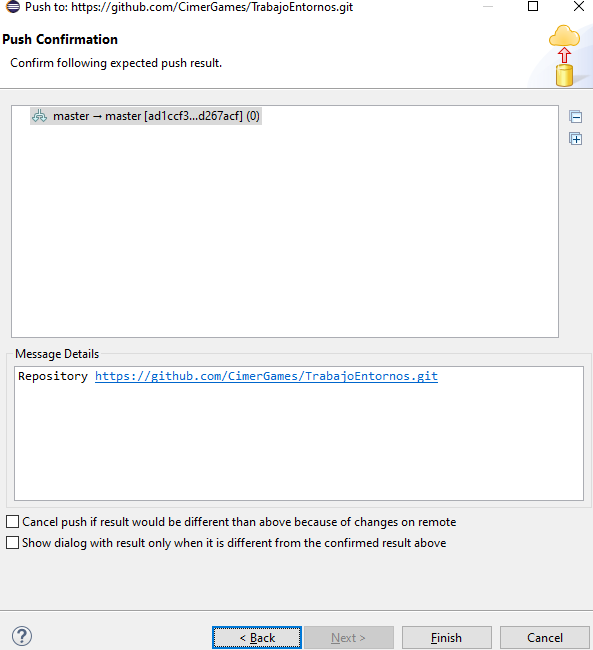 Push to: https://github.com/CimerGames/TrabajoEntornos.git
Push Confirmation
Confirm following expected push result.
master → master [ad1ccf3...d267acf] (0)
Message Details
Repository https://github.com/CimerGames/TrabajoEntornos.git
Cancel push if result would be different than above because of changes on remote
Show dialog with result only when it is different from the confirmed result above
? < Back Next > Finish Cancel